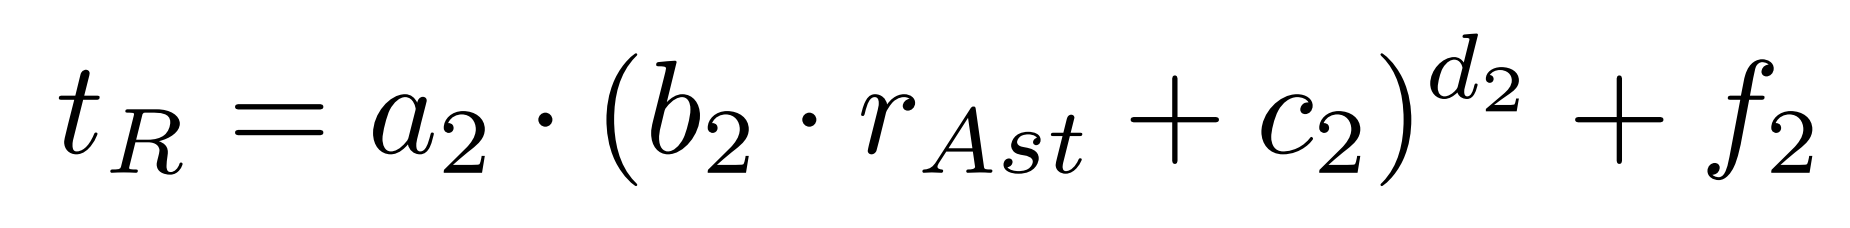 t_R = a_2 · (b_2 · r_{Ast} + c_2)^{d_2} + f_2